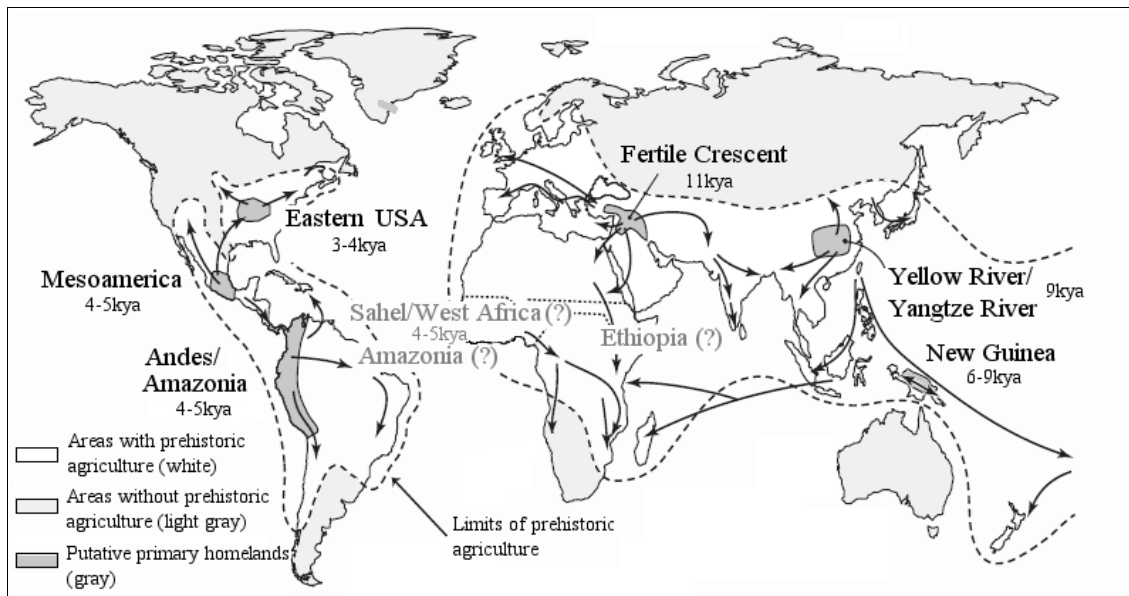 Fertile Crescent
11kya
Eastern USA
3-4kya
Mesoamerica
4-5kya
Yellow River/
Yangtze River
9kya
Sahel/West Africa (?)
4-5kya
Amazonia (?)
Ethiopia (?)
New Guinea
6-9kya
Andes/
Amazonia
4-5kya
Areas with prehistoric
agriculture (white)
Areas without prehistoric
agriculture (light gray)
Putative primary homelands
(gray)
Limits of prehistoric
agriculture